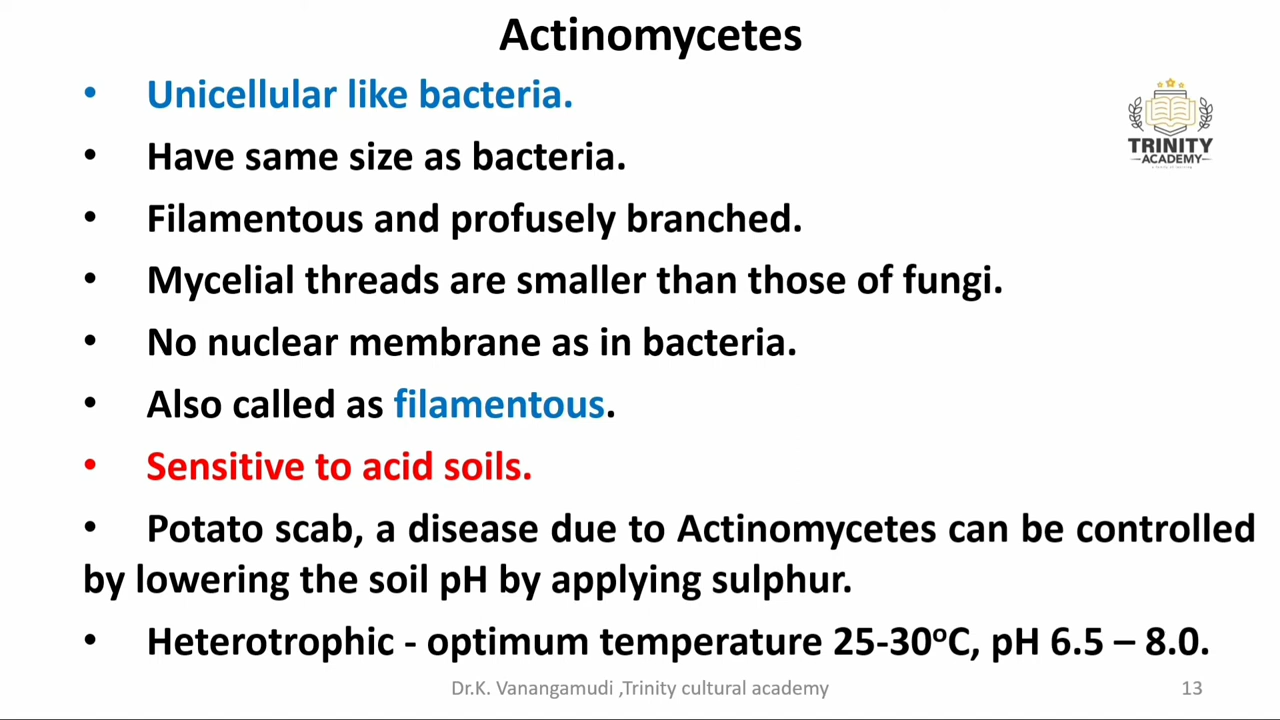 Actinomycetes
• Unicellular like bacteria.
TRINITY
ACADEMY
• Have same size as bacteria.
• Filamentous and profusely branched.
• Mycelial threads are smaller than those of fungi.
• No nuclear membrane as in bacteria.
• Also called as filamentous.
• Sensitive to acid soils.
• Potato scab, a disease due to Actinomycetes can be controlled
by lowering the soil pH by applying sulphur.
• Heterotrophic - optimum temperature 25-30°C, pH 6.5 – 8.0.
Dr.K. Vanangamudi ,Trinity cultural academy
13